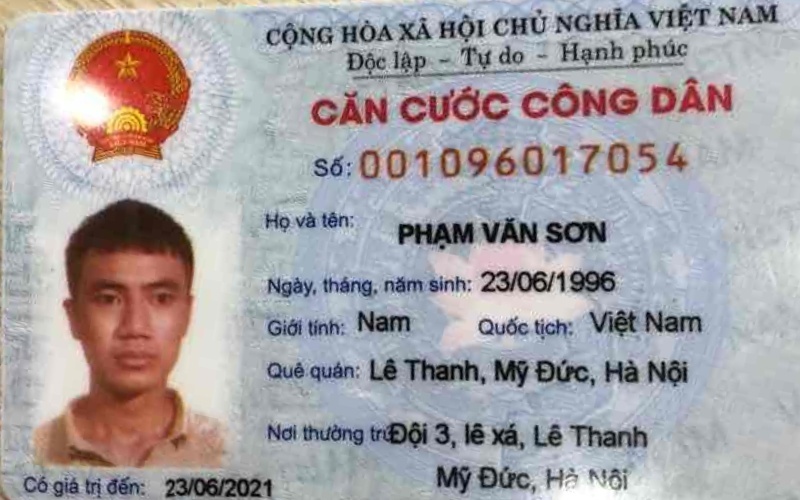 CỘNG HÒA XÃ HỘI CHỦ NGHĨA VIỆT NAM
Độc lập - Tự do - Hạnh phúc
CĂN CƯỚC CÔNG DÂN
Số: 001096017054
Họ và tên: PHẠM VĂN SƠN
Ngày, tháng, năm sinh: 23/06/1996
Giới tính: Nam Quốc tịch: Việt Nam
Quê quán: Lê Thanh, Mỹ Đức, Hà Nội
Nơi thường trú: Đội 3, lê xá, Lê Thanh
Mỹ Đức, Hà Nội
Có giá trị đến: 23/06/2021